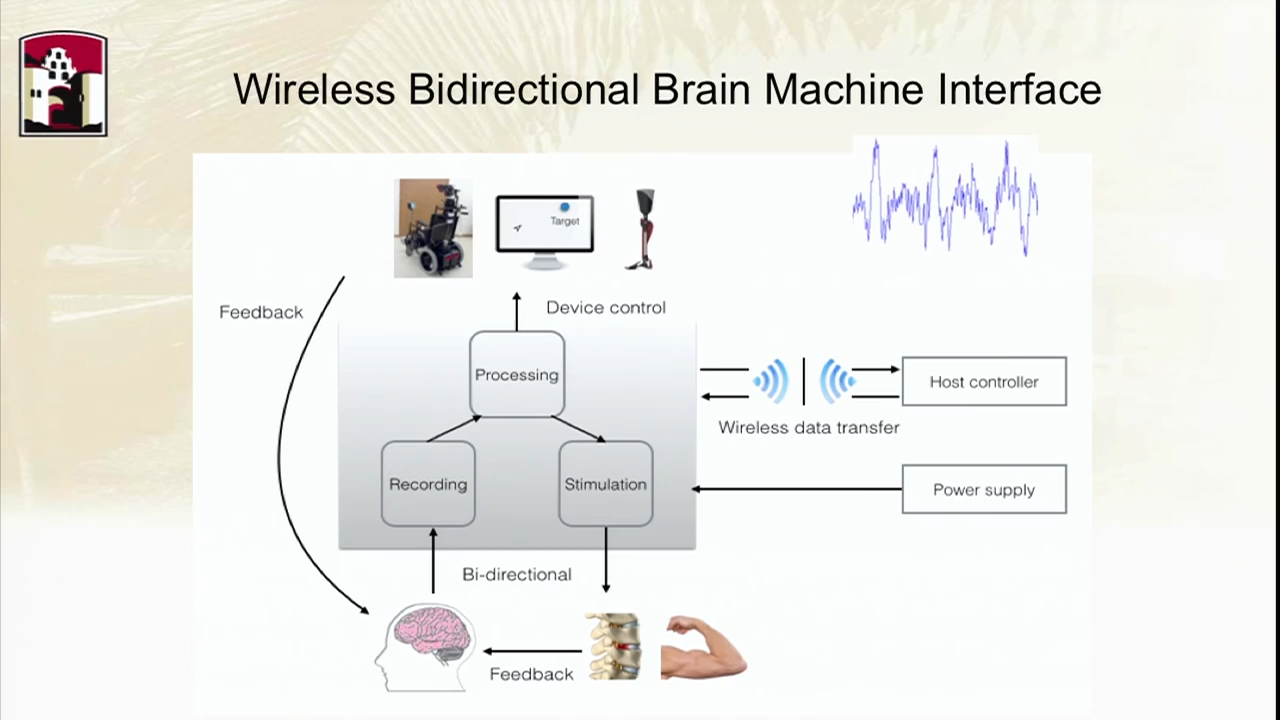 Wireless Bidirectional Brain Machine Interface
Target
Feedback
Device control
Processing
Host controller
Wireless data transfer
Recording
Stimulation
Power supply
Bi-directional
Feedback